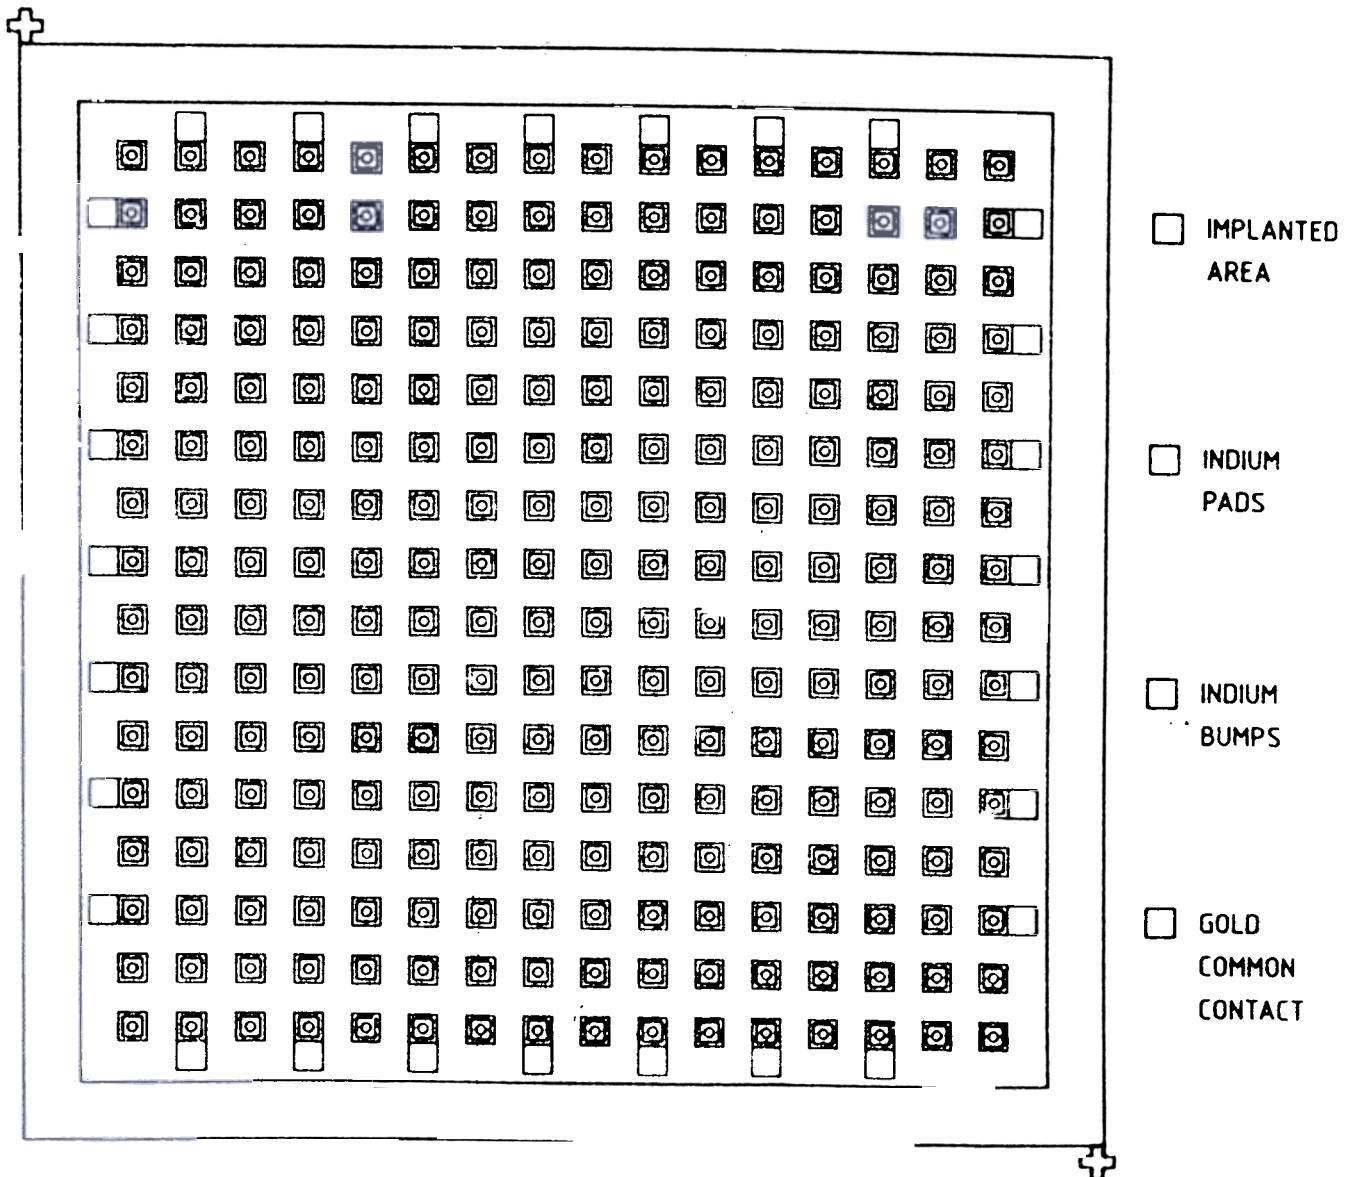 IMPLANTED
AREA
INDIUM
PADS
INDIUM
BUMPS
GOLD
COMMON
CONTACT